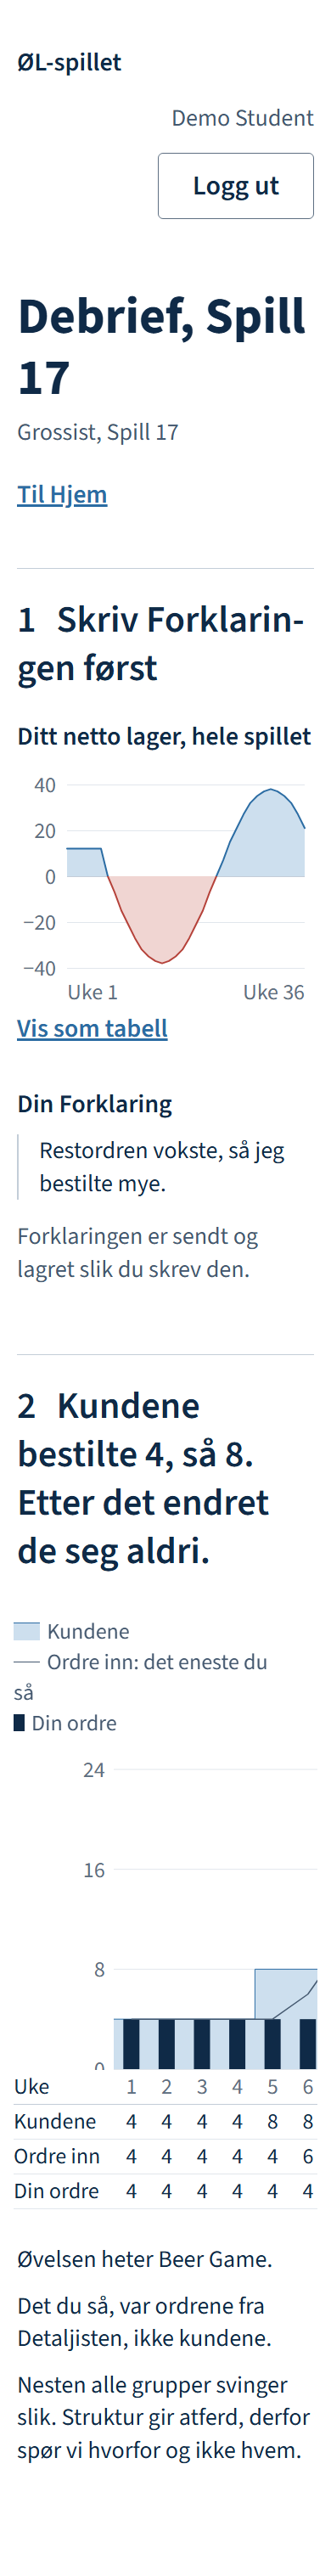 ØL-spillet
Demo Student
Logg ut
Debrief, Spill
17
Grossist, Spill 17
Til Hjem
1 Skriv Forklarin-
gen først
Ditt netto lager, hele spillet
40
20
0
−20
−40
Uke 1 Uke 36
Vis som tabell
Din Forklaring
Restordren vokste, så jeg
bestilte mye.
Forklaringen er sendt og
lagret slik du skrev den.
2 Kundene
bestilte 4, så 8.
Etter det endret
de seg aldri.
Kundene
Ordre inn: det eneste du
så
Din ordre
24
16
8
0
Uke 1 2 3 4 5 6
Kundene 4 4 4 4 8 8
Ordre inn 4 4 4 4 4 6
Din ordre 4 4 4 4 4 4
Øvelsen heter Beer Game.
Det du så, var ordrene fra
Detaljisten, ikke kundene.
Nesten alle grupper svinger
slik. Struktur gir atferd, derfor
spør vi hvorfor og ikke hvem.